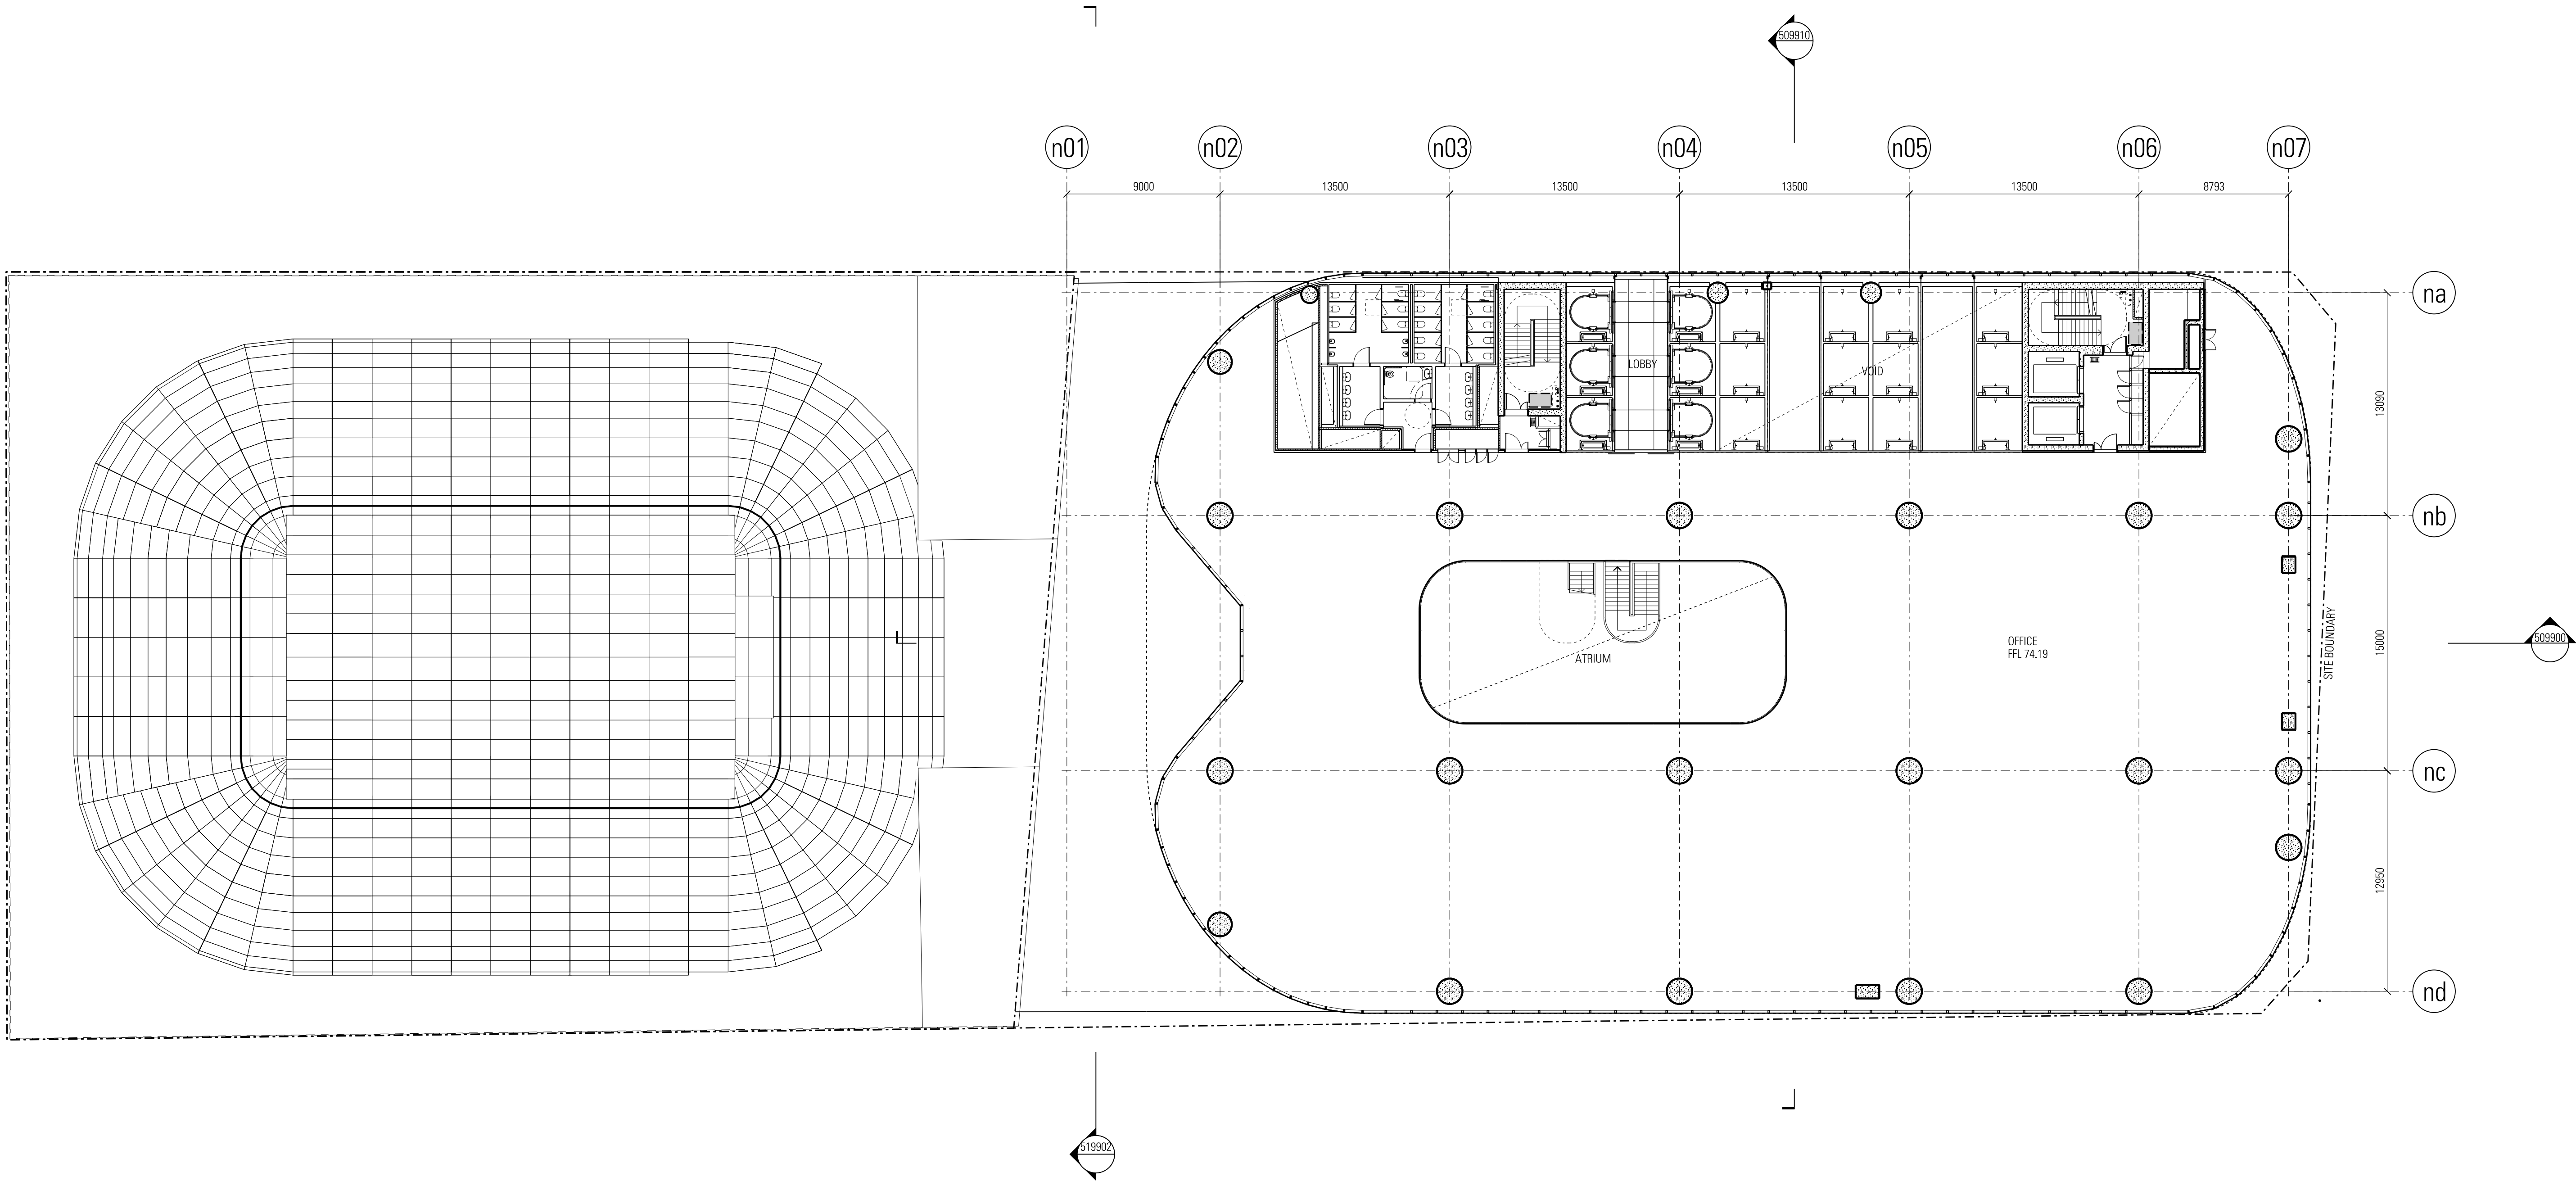 509910
n01
n02
n03
n04
n05
n06
n07
9000
13500
13500
13500
13500
8793
na
LOBBY
VOID
13090
nb
OFFICE
FFL 74.19
ATRIUM
SITE BOUNDARY
15000
509900
nc
12950
nd
519902